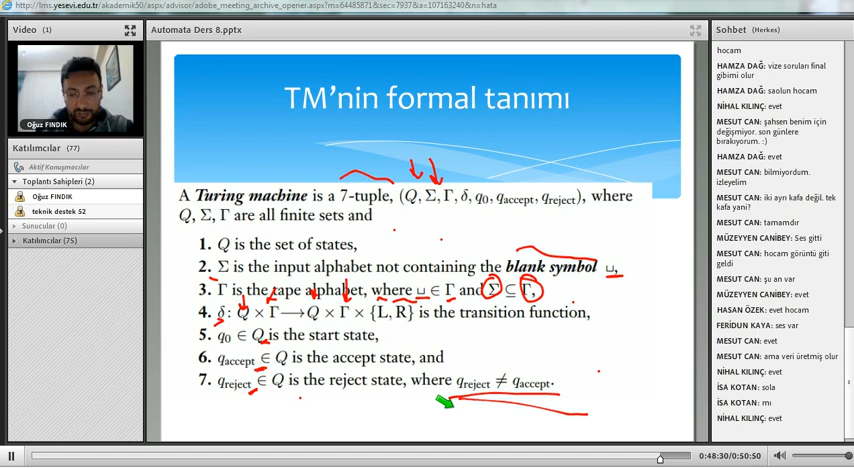 http://lms.yesevi.edu.tr/akademik50/aspx/advisor/adobe_meeting_archive_opener.aspx?m=64485871&sec=7937&a=107163240&n=hata
Video (1)
Oğuz FINDIK
Katılımcılar (77)
Aktif Konuşmacılar
Toplantı Sahipleri (2)
Oğuz FINDIK
teknik destek 52
Sunucular (0)
Katılımcılar (75)
Automata Ders 8.pptx
TM'nin formal tanımı
A Turing machine is a 7-tuple, (Q, Σ, Γ, δ, q0, qaccept, qreject), where
Q, Σ, Γ are all finite sets and
1. Q is the set of states,
2. Σ is the input alphabet not containing the blank symbol ⊔,
3. Γ is the tape alphabet, where ⊔ ∈ Γ and Σ ⊆ Γ,
4. δ: Q × Γ⟶Q × Γ × {L, R} is the transition function,
5. q0 ∈ Q is the start state,
6. qaccept ∈ Q is the accept state, and
7. qreject ∈ Q is the reject state, where qreject ≠ qaccept.
Sohbet (Herkes)
hocam
HAMZA DAĞ: vize soruları final
gibimi olur
HAMZA DAĞ: saolun hocam
NİHAL KILINÇ: evet
MESUT CAN: şahsen benim için
değişmiyor. son günlere
bırakıyorum. :)
HAMZA DAĞ: evet
MESUT CAN: bilmiyordum.
izleyelim
MESUT CAN: iki ayrı kafa değil. tek
kafa yani?
MESUT CAN: tamamdır
MÜZEYYEN CANİBEY: Ses gitti
MESUT CAN: hocam görüntü giti
geldi
MESUT CAN: şu an var
MÜZEYYEN CANİBEY: evet
HASAN ÖZER: evet hocam
FERİDUN KAYA: ses var
MESUT CAN: evet
MESUT CAN: ama veri üretmiş olur
NİHAL KILINÇ: evet
İSA KOTAN: sola
İSA KOTAN: mı
NİHAL KILINÇ: evet
0:48:30/0:50:50